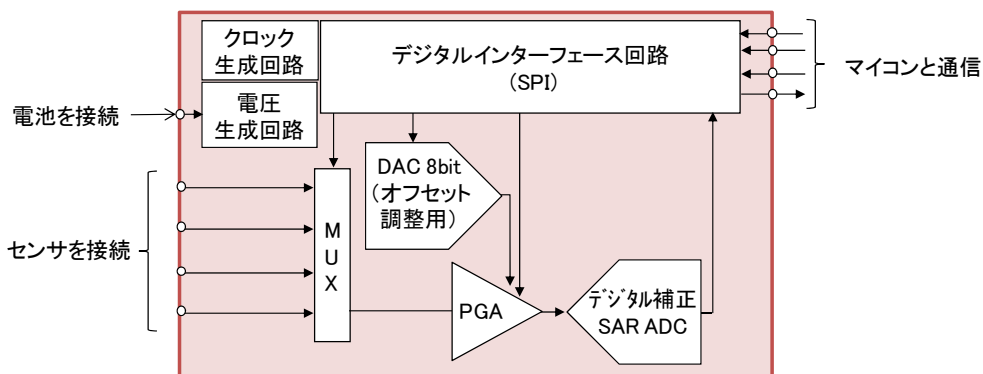 クロック
生成回路
デジタルインターフェース回路
(SPI)
マイコンと通信
電池を接続
電圧
生成回路
DAC 8bit
(オフセット
調整用)
センサを接続
M
U
X
PGA
デジタル補正
SAR ADC